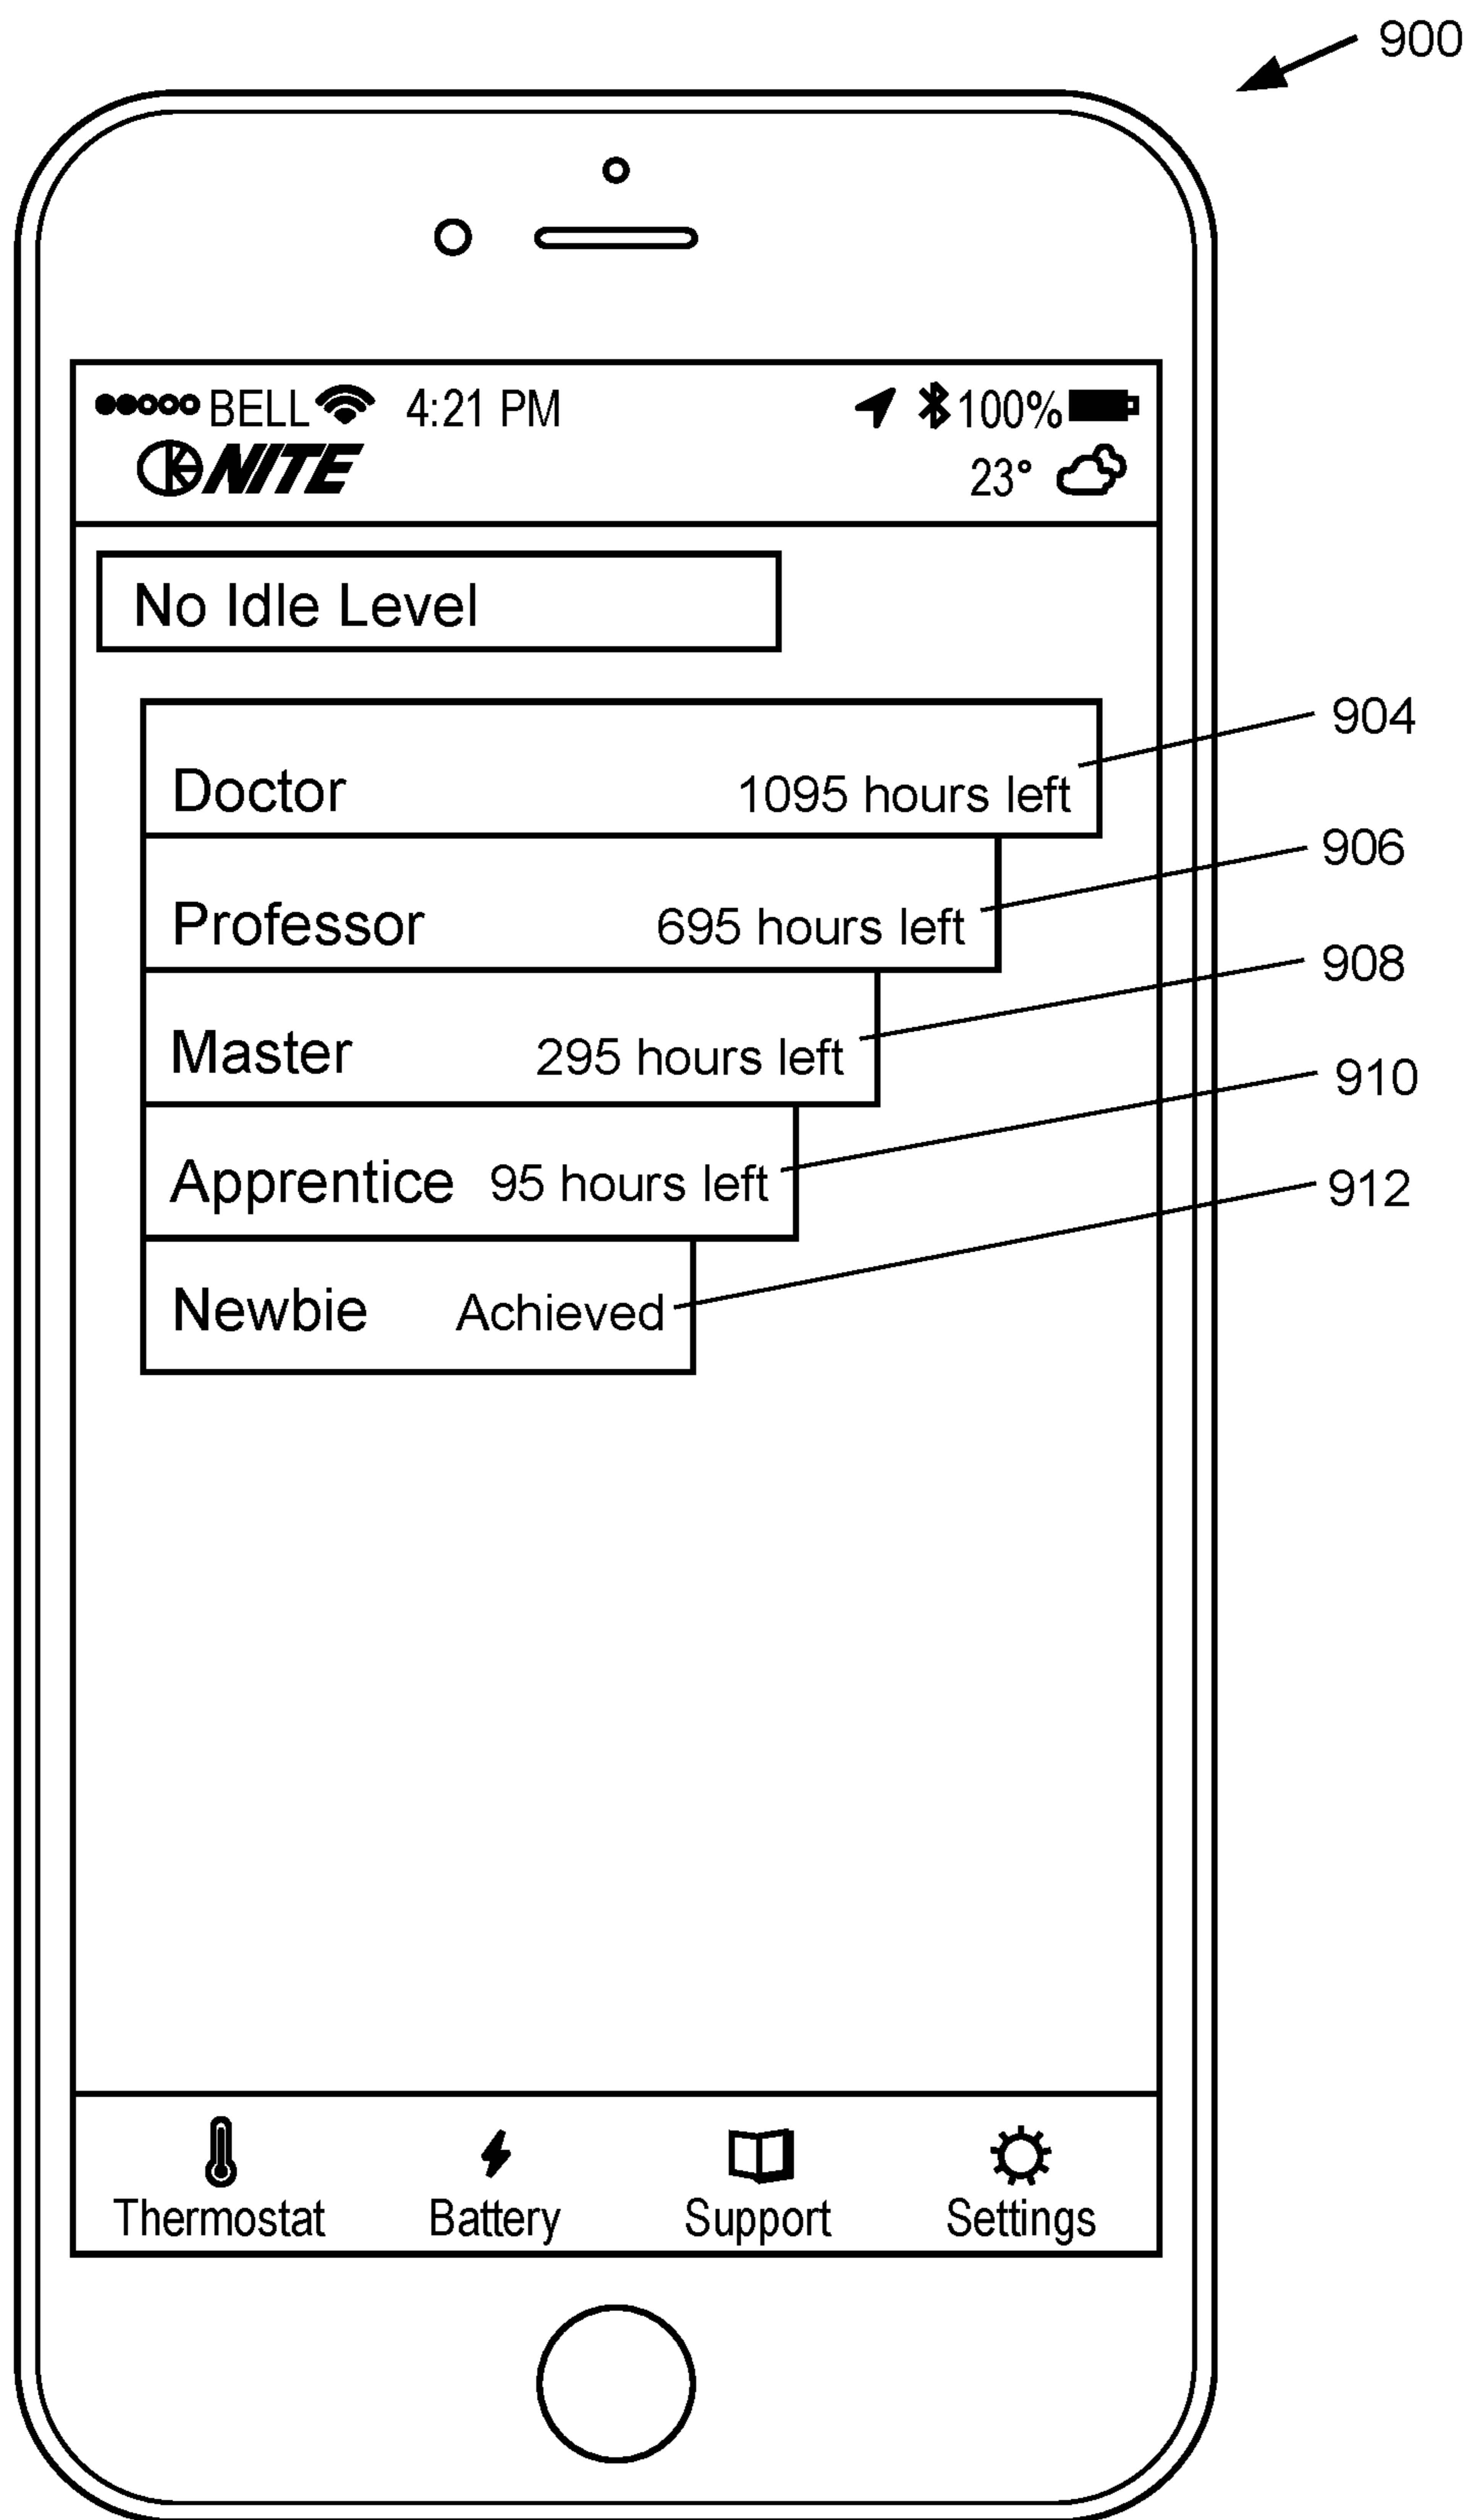 900
BELL 4:21 PM 100%
NITE 23°
No Idle Level
904
Doctor 1095 hours left
906
Professor 695 hours left
908
Master 295 hours left
910
Apprentice 95 hours left
912
Newbie Achieved
Thermostat Battery Support Settings